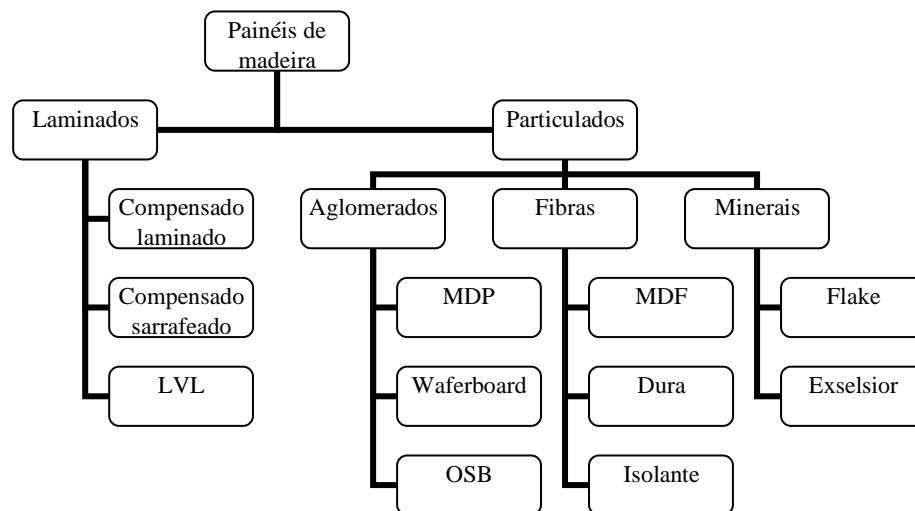 Painéis de
madeira
Laminados
Particulados
Compensado
laminado
Aglomerados
Fibras
Minerais
Compensado
sarrafeado
MDP
MDF
Flake
LVL
Waferboard
Dura
Exselsior
OSB
Isolante